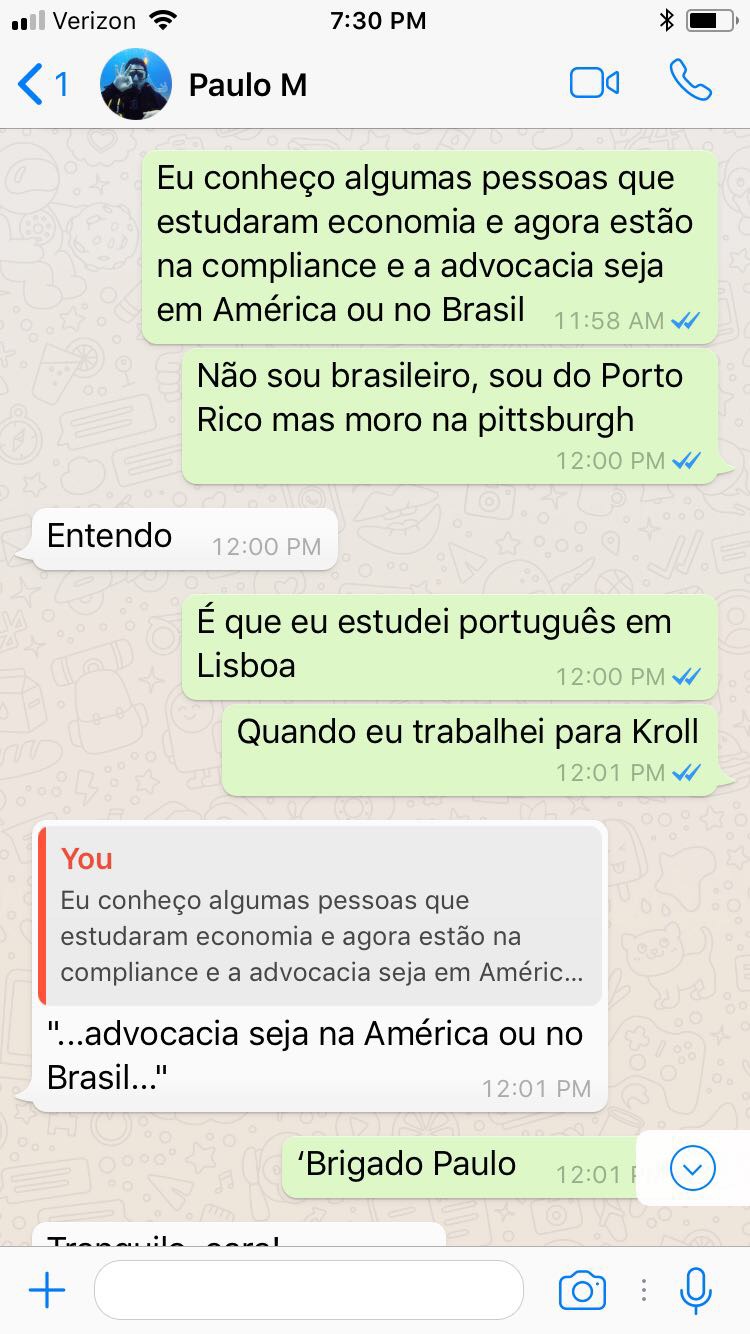 Verizon 7:30 PM
1 Paulo M
Eu conheço algumas pessoas que
estudaram economia e agora estão
na compliance e a advocacia seja
em América ou no Brasil 11:58 AM
Não sou brasileiro, sou do Porto
Rico mas moro na pittsburgh
12:00 PM
Entendo 12:00 PM
É que eu estudei português em
Lisboa 12:00 PM
Quando eu trabalhei para Kroll
12:01 PM
You
Eu conheço algumas pessoas que
estudaram economia e agora estão na
compliance e a advocacia seja em Améric...
"...advocacia seja na América ou no
Brasil..." 12:01 PM
‘Brigado Paulo 12:01